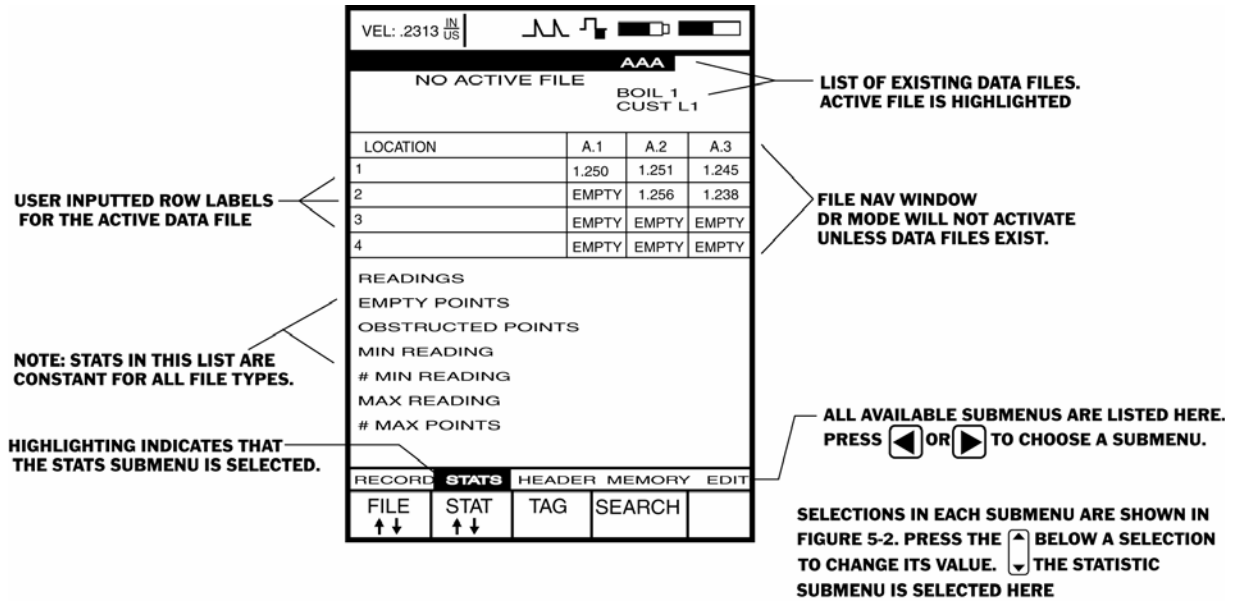 VEL: .2313 IN
US
AAA
NO ACTIVE FILE
BOIL 1
CUST L1
LIST OF EXISTING DATA FILES.
ACTIVE FILE IS HIGHLIGHTED
LOCATION A.1 A.2 A.3
1 1.250 1.251 1.245
2 EMPTY 1.256 1.238
3 EMPTY EMPTY EMPTY
4 EMPTY EMPTY EMPTY
USER INPUTTED ROW LABELS
FOR THE ACTIVE DATA FILE
FILE NAV WINDOW
DR MODE WILL NOT ACTIVATE
UNLESS DATA FILES EXIST.
READINGS
EMPTY POINTS
OBSTRUCTED POINTS
MIN READING
# MIN READING
MAX READING
# MAX POINTS
NOTE: STATS IN THIS LIST ARE
CONSTANT FOR ALL FILE TYPES.
HIGHLIGHTING INDICATES THAT
THE STATS SUBMENU IS SELECTED.
ALL AVAILABLE SUBMENUS ARE LISTED HERE.
PRESS OR TO CHOOSE A SUBMENU.
RECORD STATS HEADER MEMORY EDIT
FILE STAT TAG SEARCH
SELECTIONS IN EACH SUBMENU ARE SHOWN IN
FIGURE 5-2. PRESS THE BELOW A SELECTION
TO CHANGE ITS VALUE. THE STATISTIC
SUBMENU IS SELECTED HERE